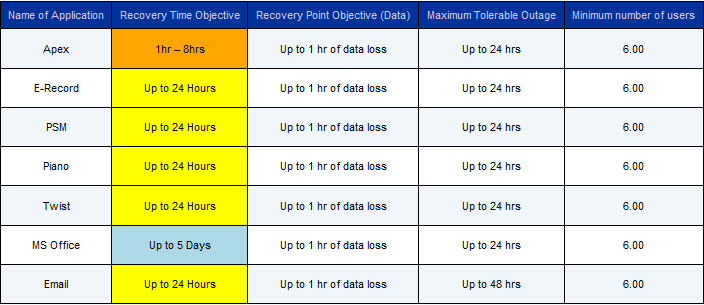 Name of Application Recovery Time Objective Recovery Point Objective (Data) Maximum Tolerable Outage Minimum number of users
Apex 1hr – 8hrs Up to 1 hr of data loss Up to 24 hrs 6.00
E-Record Up to 24 Hours Up to 1 hr of data loss Up to 24 hrs 6.00
PSM Up to 24 Hours Up to 1 hr of data loss Up to 24 hrs 6.00
Piano Up to 24 Hours Up to 1 hr of data loss Up to 24 hrs 6.00
Twist Up to 24 Hours Up to 1 hr of data loss Up to 24 hrs 6.00
MS Office Up to 5 Days Up to 1 hr of data loss Up to 24 hrs 6.00
Email Up to 24 Hours Up to 1 hr of data loss Up to 48 hrs 6.00